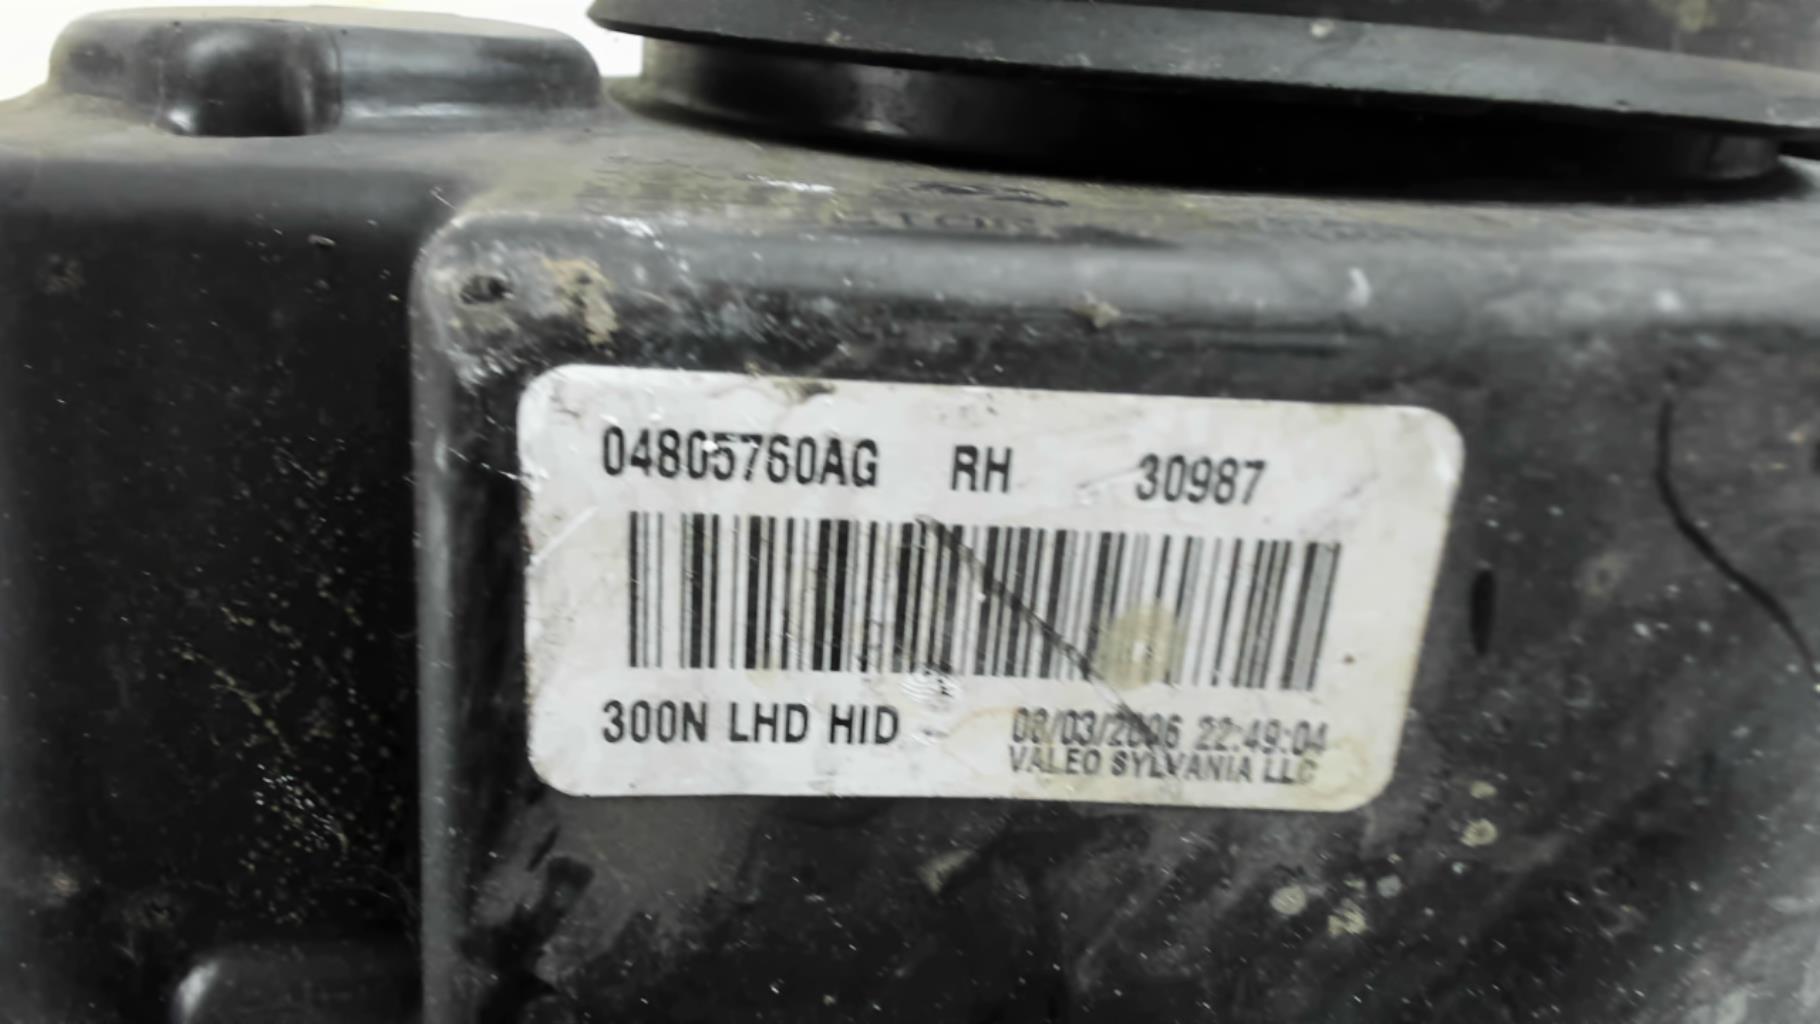 04805760AG RH 30987
300N LHD HID
08/03/2006 22:49:04
VALEO SYLVANIA LLC